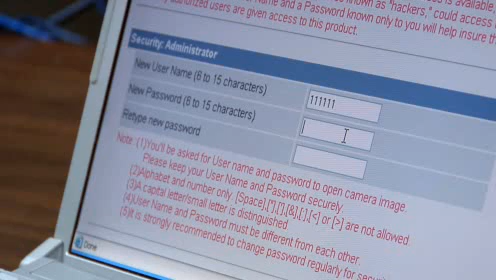 known as "hackers," could access
Name and a Password known only to you will help insure th
authorized users are given access to this product.
Security: Administrator
New User Name (6 to 15 characters)
111111
New Password (6 to 15 characters)
Retype new password
Note: (1)You'll be asked for User name and password to open camera image.
Please keep your User Name and Password securely.
(2)Alphabet and number only. [Space],["],['],[&],[:],[<] or [>] are not allowed.
(3)A capital letter/small letter is distinguished
(4)User Name and Password must be different from each other.
(5)It is strongly recommended to change password regularly for
Done